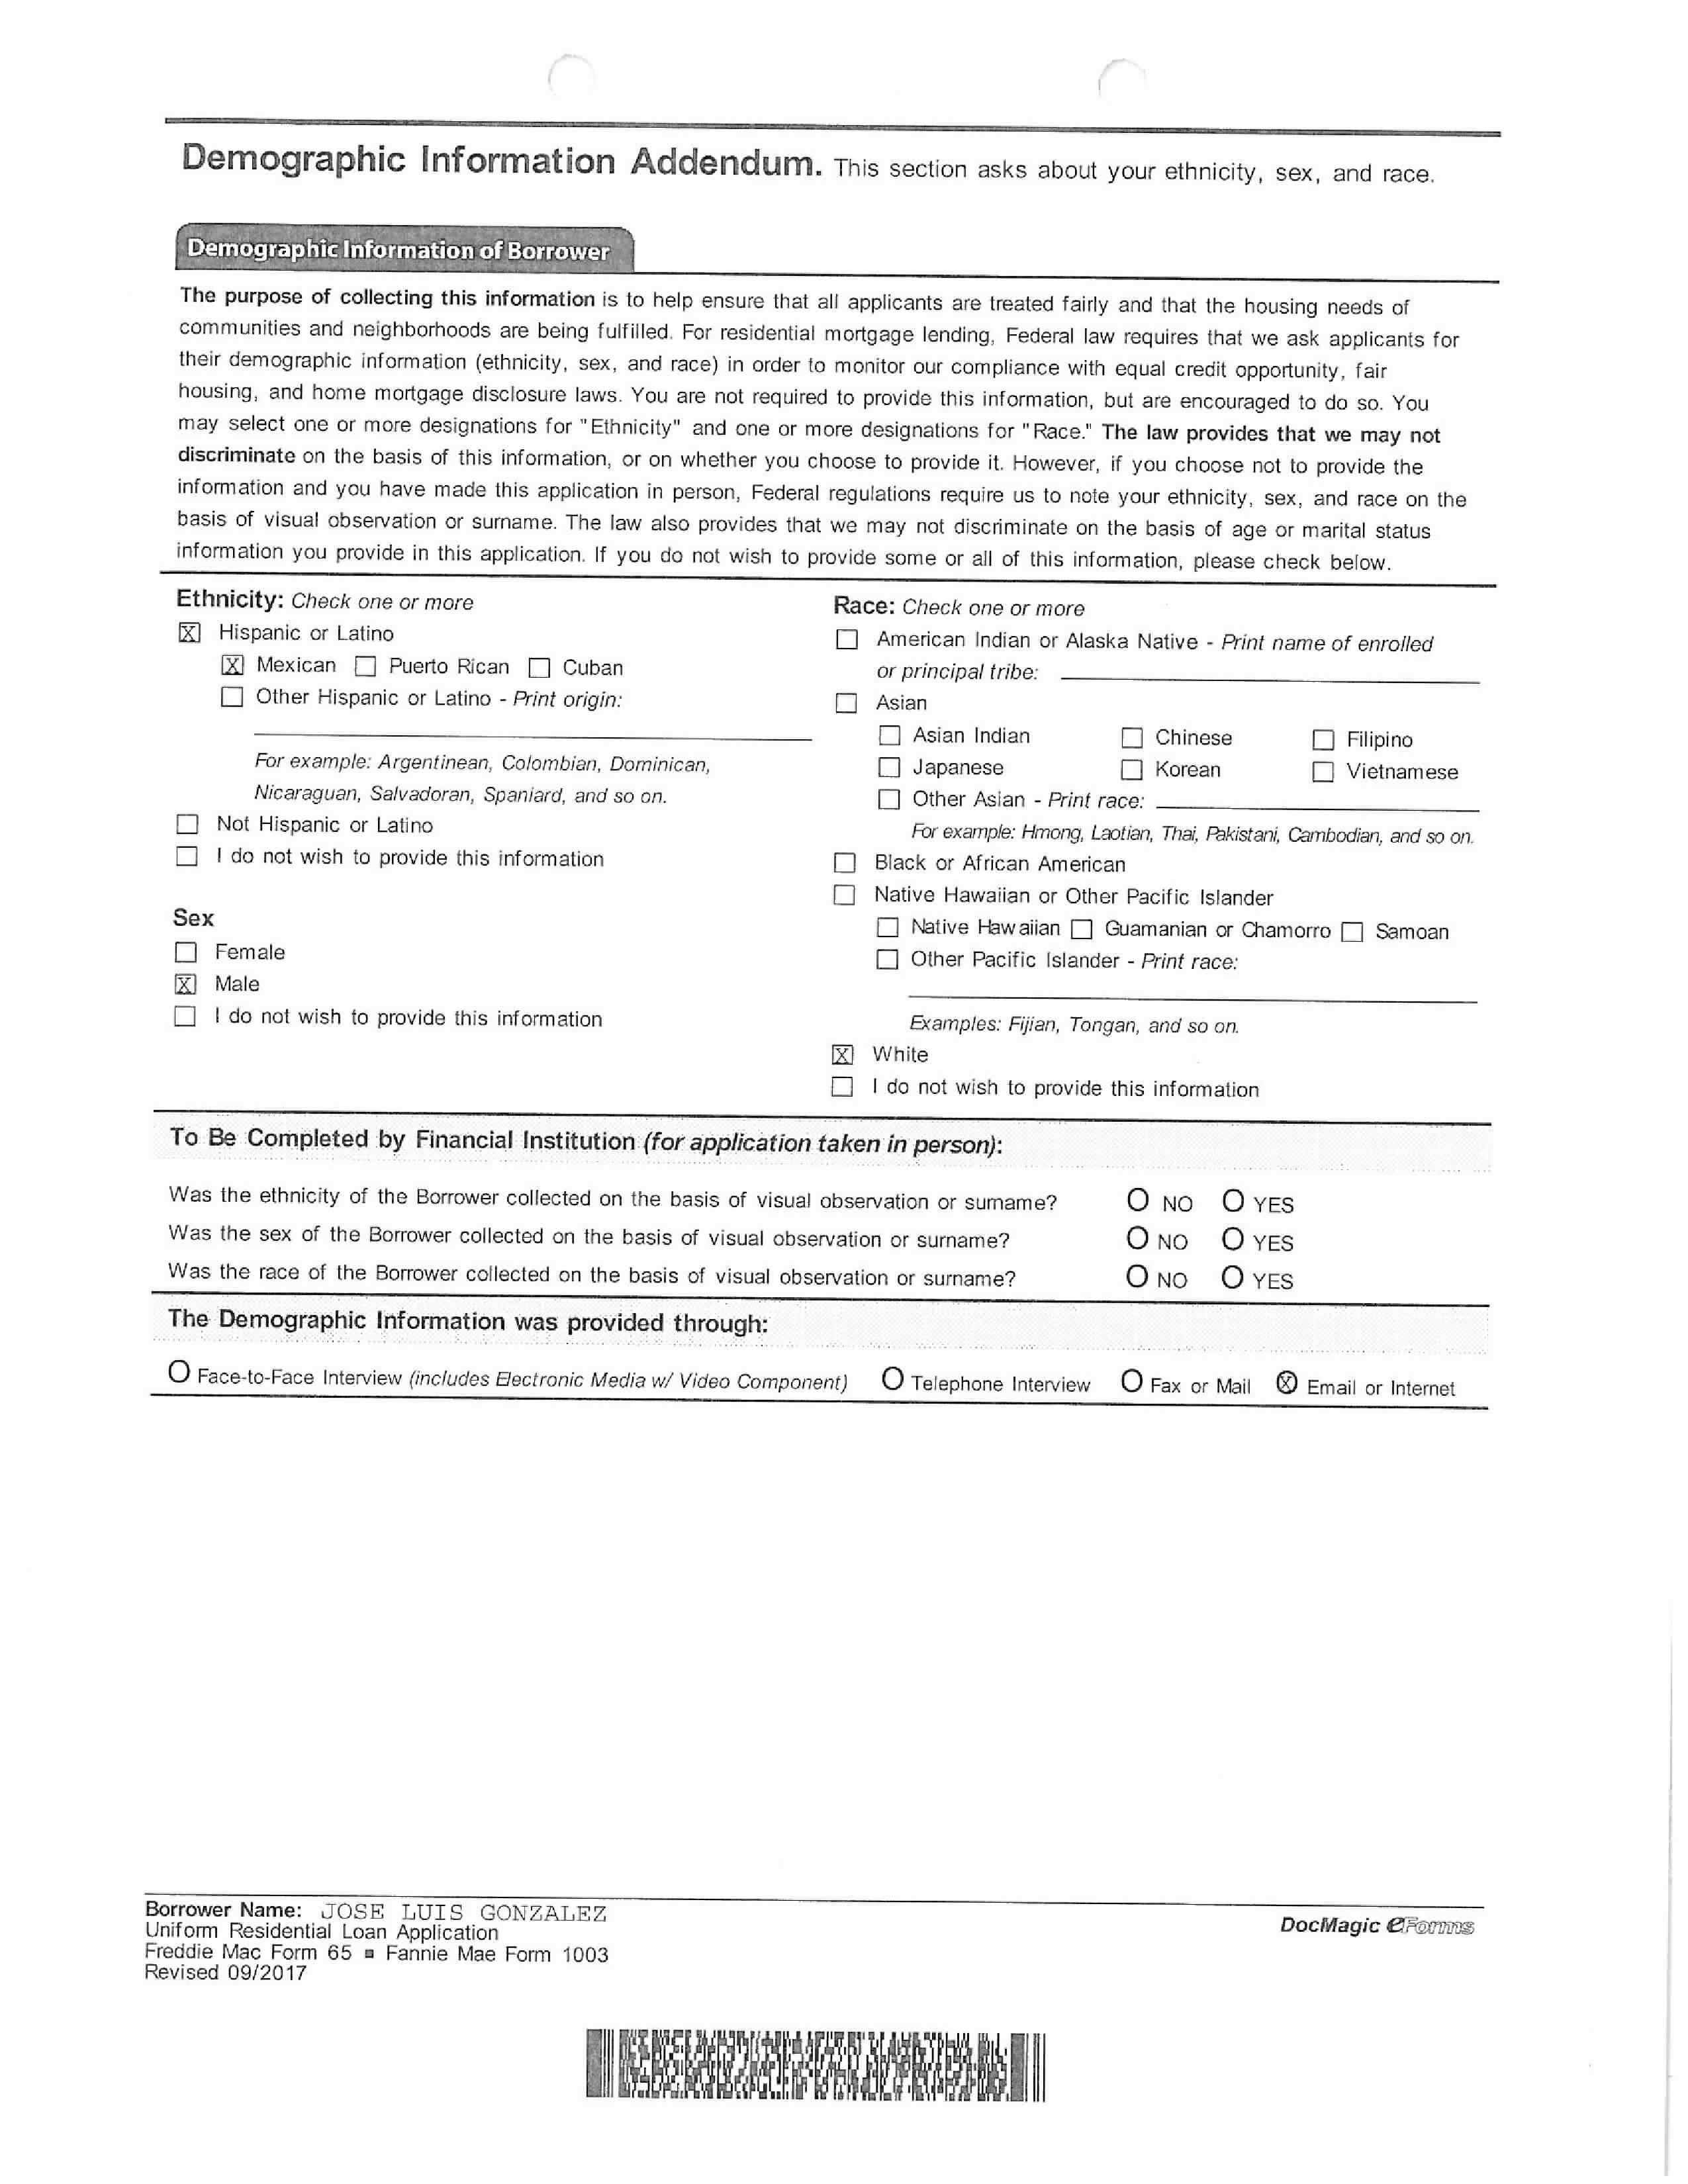 Demographic Information Addendum. This section asks about your ethnicity, sex, and race.
Demographic Information of Borrower
The purpose of collecting this information is to help ensure that all applicants are treated fairly and that the housing needs of
communities and neighborhoods are being fulfilled. For residential mortgage lending, Federal law requires that we ask applicants for
their demographic information (ethnicity, sex, and race) in order to monitor our compliance with equal credit opportunity, fair
housing, and home mortgage disclosure laws. You are not required to provide this information, but are encouraged to do so. You
may select one or more designations for "Ethnicity" and one or more designations for "Race." The law provides that we may not
discriminate on the basis of this information, or on whether you choose to provide it. However, if you choose not to provide the
information and you have made this application in person, Federal regulations require us to note your ethnicity, sex, and race on the
basis of visual observation or surname. The law also provides that we may not discriminate on the basis of age or marital status
information you provide in this application. If you do not wish to provide some or all of this information, please check below.
Ethnicity: Check one or more
☒ Hispanic or Latino
☒ Mexican ☐ Puerto Rican ☐ Cuban
☐ Other Hispanic or Latino - Print origin:
For example: Argentinean, Colombian, Dominican,
Nicaraguan, Salvadoran, Spaniard, and so on.
☐ Not Hispanic or Latino
☐ I do not wish to provide this information
Sex
☐ Female
☒ Male
☐ I do not wish to provide this information
Race: Check one or more
☐ American Indian or Alaska Native - Print name of enrolled
or principal tribe:
☐ Asian
☐ Asian Indian ☐ Chinese ☐ Filipino
☐ Japanese ☐ Korean ☐ Vietnamese
☐ Other Asian - Print race:
For example: Hmong, Laotian, Thai, Pakistani, Cambodian, and so on.
☐ Black or African American
☐ Native Hawaiian or Other Pacific Islander
☐ Native Hawaiian ☐ Guamanian or Chamorro ☐ Samoan
☐ Other Pacific Islander - Print race:
Examples: Fijian, Tongan, and so on.
☒ White
☐ I do not wish to provide this information
To Be Completed by Financial Institution (for application taken in person):
Was the ethnicity of the Borrower collected on the basis of visual observation or surname? O NO O YES
Was the sex of the Borrower collected on the basis of visual observation or surname? O NO O YES
Was the race of the Borrower collected on the basis of visual observation or surname? O NO O YES
The Demographic Information was provided through:
O Face-to-Face Interview (includes Electronic Media w/ Video Component) O Telephone Interview O Fax or Mail ⊗ Email or Internet
Borrower Name: JOSE LUIS GONZALEZ
Uniform Residential Loan Application
Freddie Mac Form 65 ▪ Fannie Mae Form 1003
Revised 09/2017
DocMagic eForms